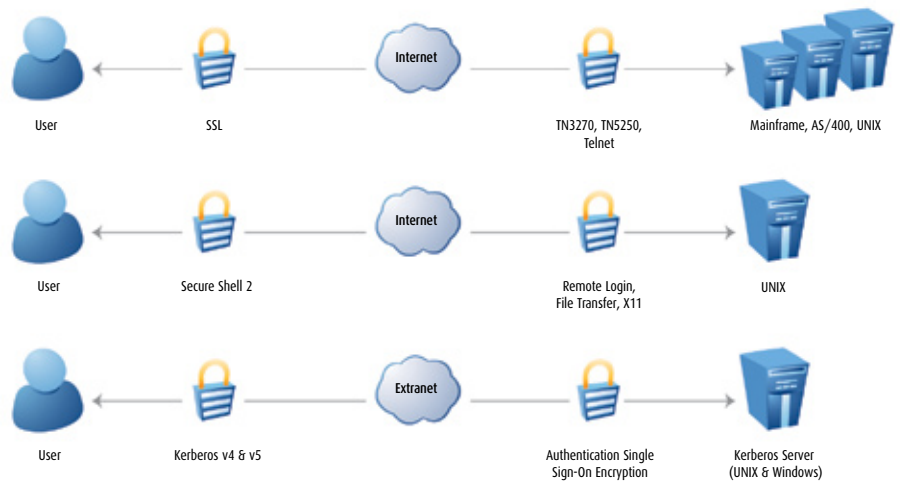 Internet
User
SSL
TN3270, TN5250,
Telnet
Mainframe, AS/400, UNIX
Internet
User
Secure Shell 2
Remote Login,
File Transfer, X11
UNIX
Extranet
User
Kerberos v4 & v5
Authentication Single
Sign-On Encryption
Kerberos Server
(UNIX & Windows)